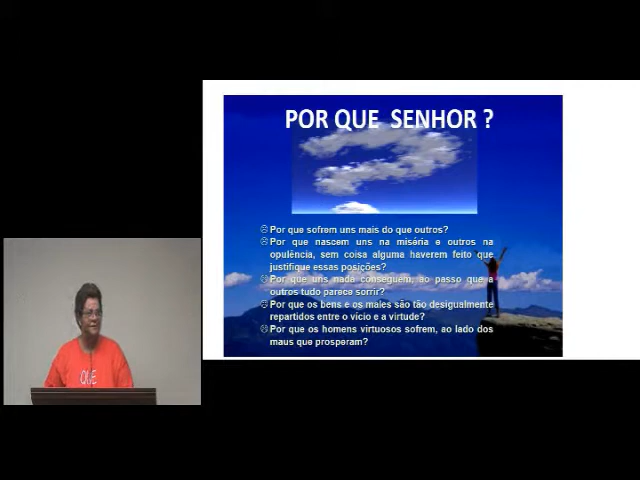 POR QUE SENHOR ?
Por que sofrem uns mais do que outros?
Por que nascem uns na miséria e outros na
opulência, sem coisa alguma haverem feito que
justifique essas posições?
Por que uns nada conseguem, ao passo que a
outros tudo parece sorrir?
Por que os bens e os males são tão desigualmente
repartidos entre o vício e a virtude?
Por que os homens virtuosos sofrem, ao lado dos
maus que prosperam?
QUE